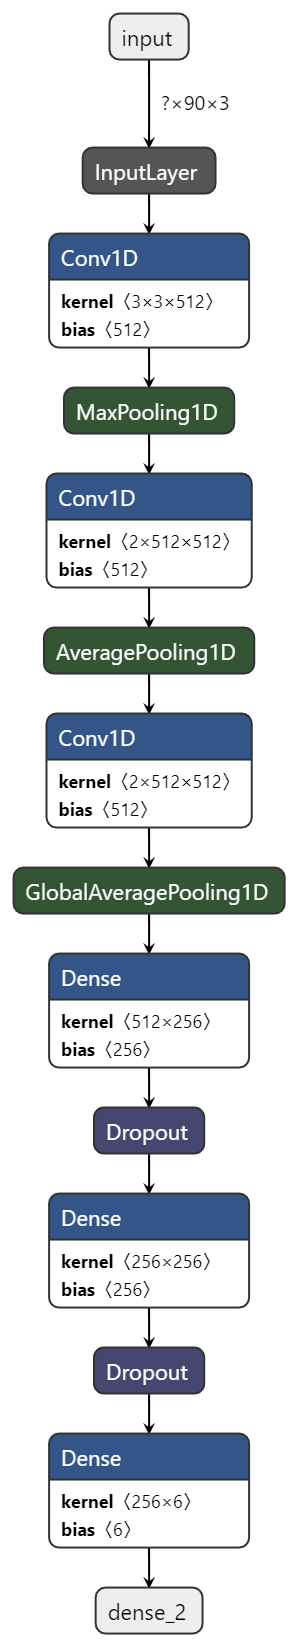 input
?×90×3
InputLayer
Conv1D
kernel 〈3×3×512〉
bias 〈512〉
MaxPooling1D
Conv1D
kernel 〈2×512×512〉
bias 〈512〉
AveragePooling1D
Conv1D
kernel 〈2×512×512〉
bias 〈512〉
GlobalAveragePooling1D
Dense
kernel 〈512×256〉
bias 〈256〉
Dropout
Dense
kernel 〈256×256〉
bias 〈256〉
Dropout
Dense
kernel 〈256×6〉
bias 〈6〉
dense_2